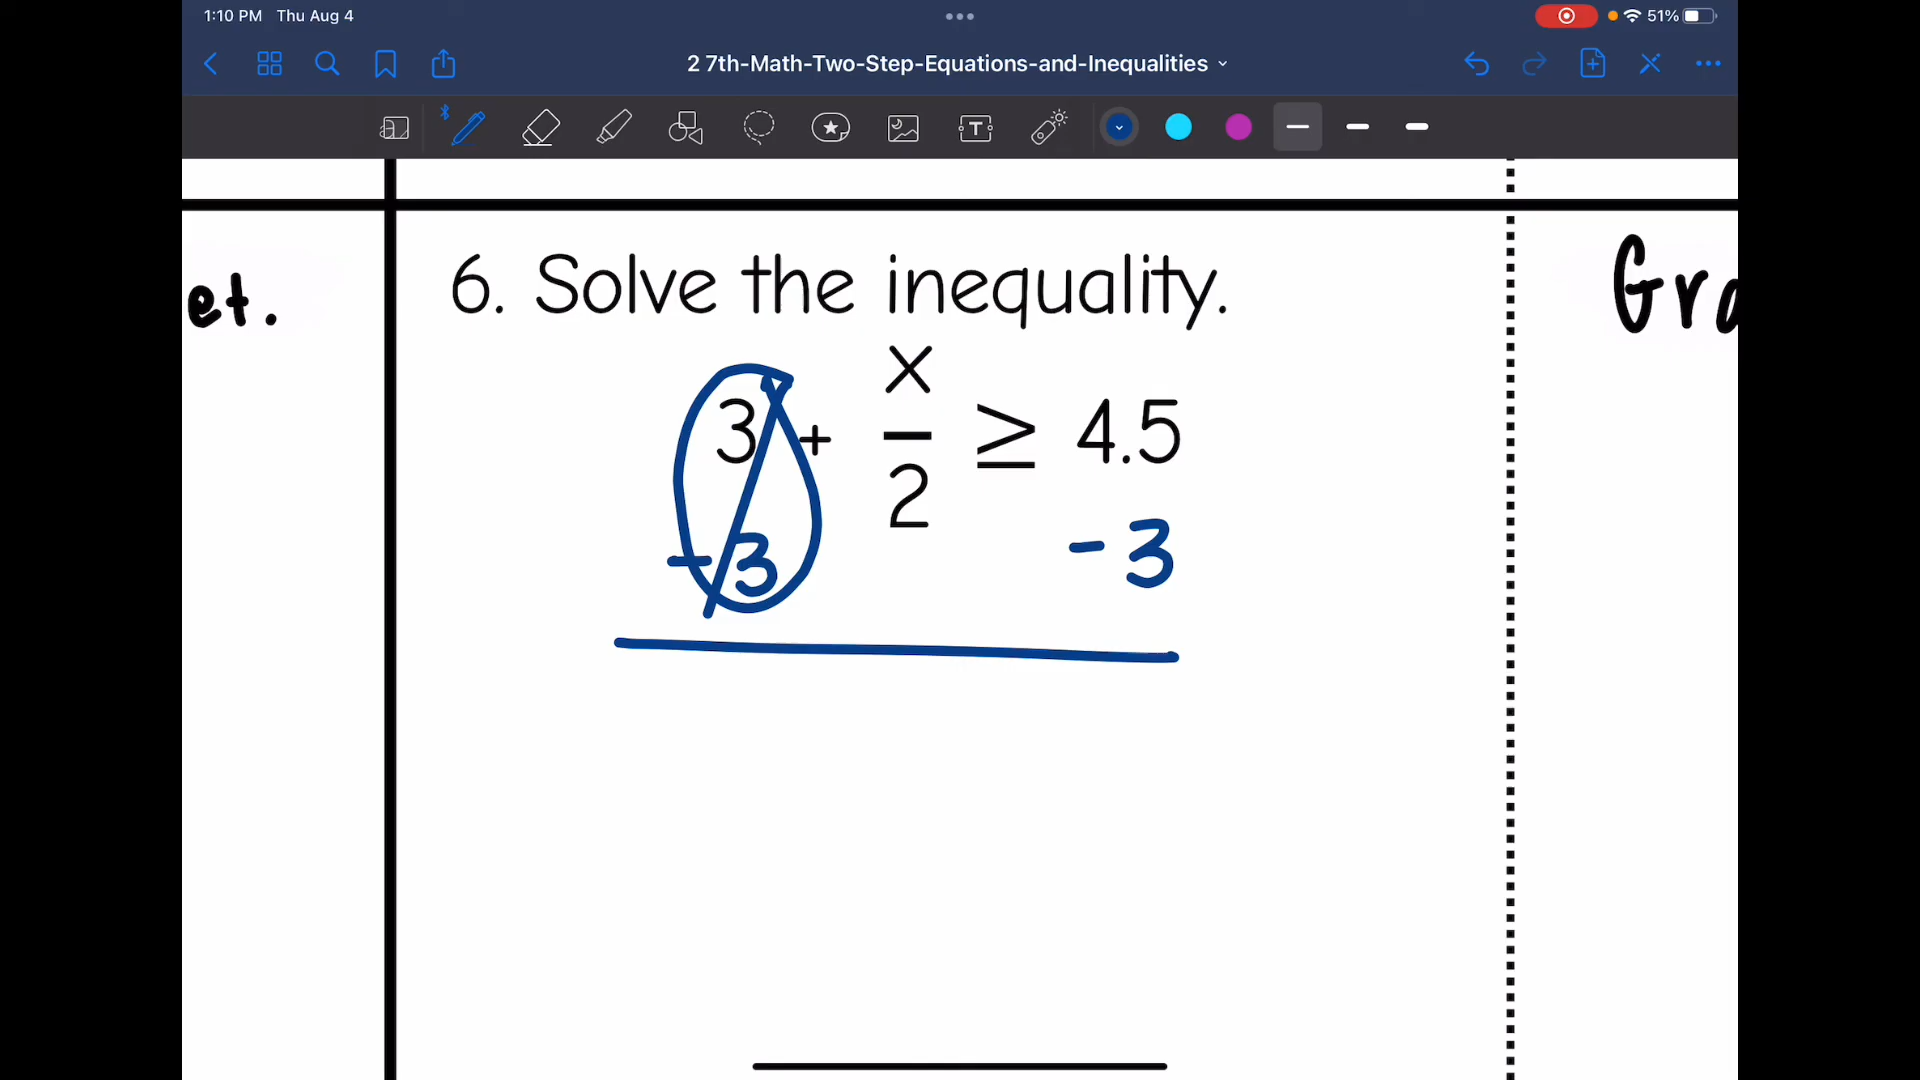 1:10 PM Thu Aug 4
51%
2 7th-Math-Two-Step-Equations-and-Inequalities
et.
6. Solve the inequality.
Gra
3 + x/2 ≥ 4.5
-3 -3